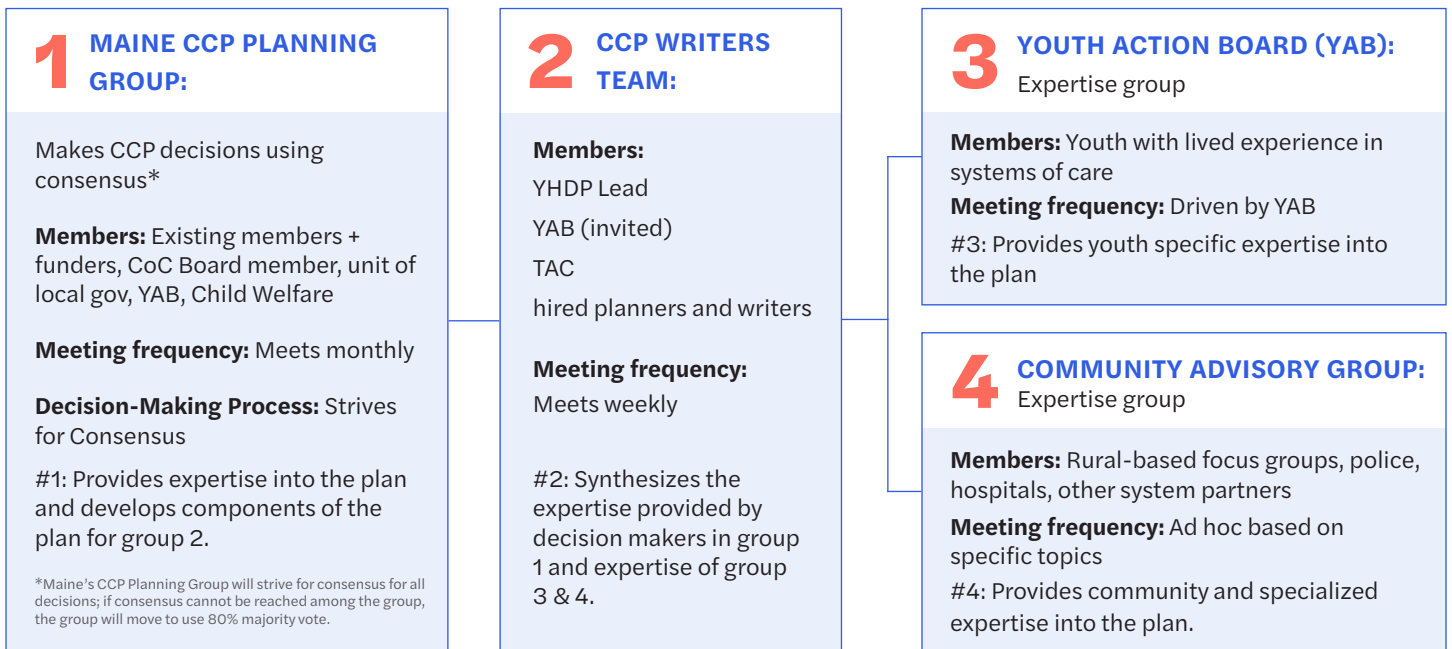 1
MAINE CCP PLANNING
GROUP:
Makes CCP decisions using
consensus*
Members: Existing members +
funders, CoC Board member, unit of
local gov, YAB, Child Welfare
Meeting frequency: Meets monthly
Decision-Making Process: Strives
for Consensus
#1: Provides expertise into the plan
and develops components of the
plan for group 2.
*Maine's CCP Planning Group will strive for consensus for all
decisions; if consensus cannot be reached among the group,
the group will move to use 80% majority vote.
2
CCP WRITERS
TEAM:
Members:
YHDP Lead
YAB (invited)
TAC
hired planners and writers
Meeting frequency:
Meets weekly
#2: Synthesizes the
expertise provided by
decision makers in group
1 and expertise of group
3 & 4.
3
YOUTH ACTION BOARD (YAB):
Expertise group
Members: Youth with lived experience in
systems of care
Meeting frequency: Driven by YAB
#3: Provides youth specific expertise into
the plan
4
COMMUNITY ADVISORY GROUP:
Expertise group
Members: Rural-based focus groups, police,
hospitals, other system partners
Meeting frequency: Ad hoc based on
specific topics
#4: Provides community and specialized
expertise into the plan.